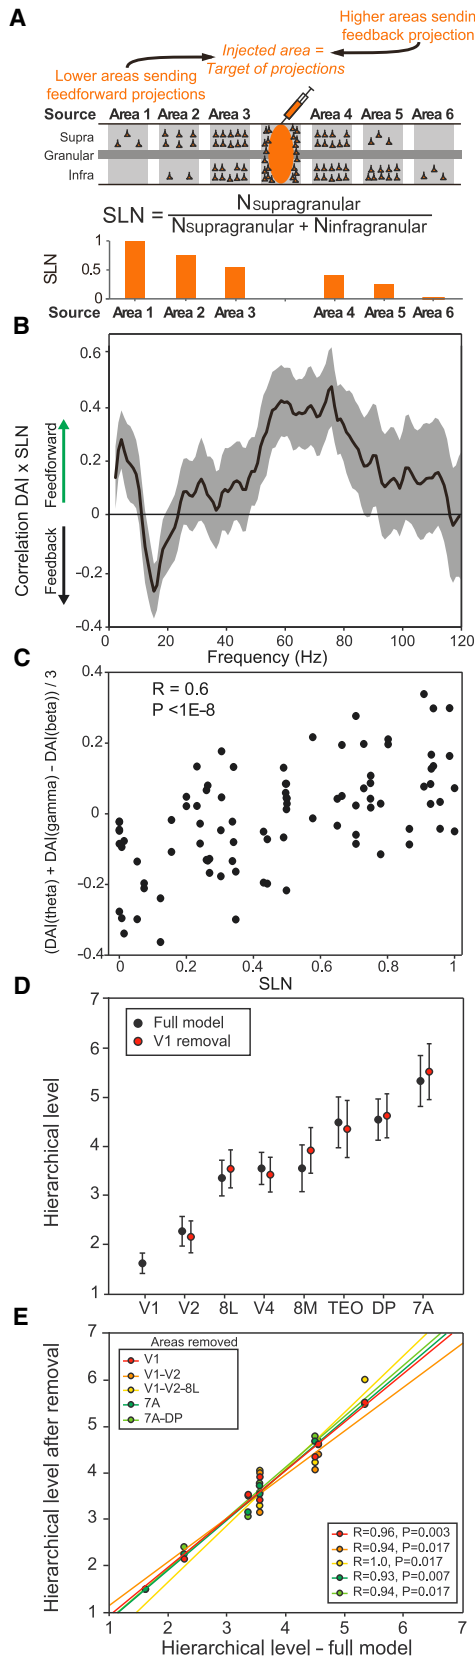 A
Higher areas sending
feedback projection
Injected area =
Target of projections
Lower areas sending
feedforward projections
Source Area 1 Area 2 Area 3 Area 4 Area 5 Area 6
Supra
Granular
Infra
SLN = Nsupragranular
Nsupragranular + Ninfragranular
SLN
1
0.5
0
Source Area 1 Area 2 Area 3 Area 4 Area 5 Area 6
B
Correlation DAI x SLN
Feedback Feedforward
0.6
0.4
0.2
0
-0.2
-0.4
0 20 40 60 80 100 120
Frequency (Hz)
C
(DAI(theta) + DAI(gamma) - DAI(beta)) / 3
R = 0.6
P <1E-8
0.4
0.2
0
-0.2
-0.4
0 0.2 0.4 0.6 0.8 1
SLN
D
Hierarchical level
Full model
V1 removal
7
6
5
4
3
2
1
V1 V2 8L V4 8M TEO DP 7A
E
Hierarchical level after removal
Areas removed
V1
V1-V2
V1-V2-8L
7A
7A-DP
7
6
5
4
3
2
1
R=0.96, P=0.003
R=0.94, P=0.017
R=1.0, P=0.017
R=0.93, P=0.007
R=0.94, P=0.017
1 2 3 4 5 6 7
Hierarchical level – full model